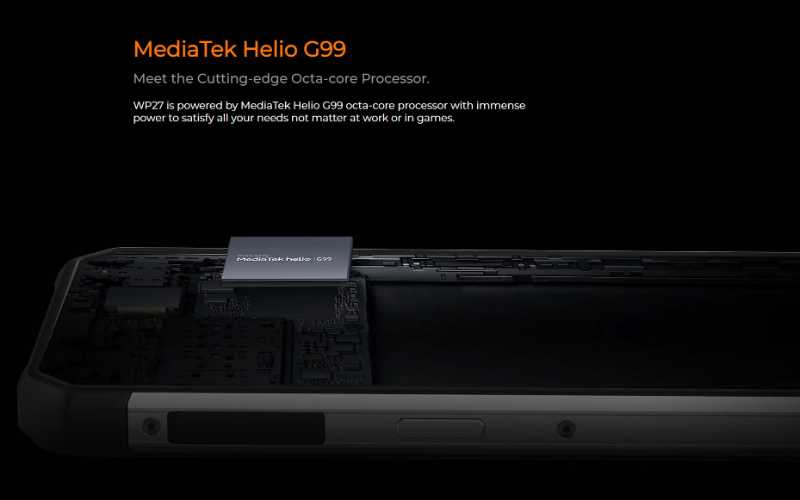 MediaTek Helio G99
Meet the Cutting-edge Octa-core Processor.
WP27 is powered by MediaTek Helio G99 octa-core processor with immense
power to satisfy all your needs not matter at work or in games.
MediaTek helio G99